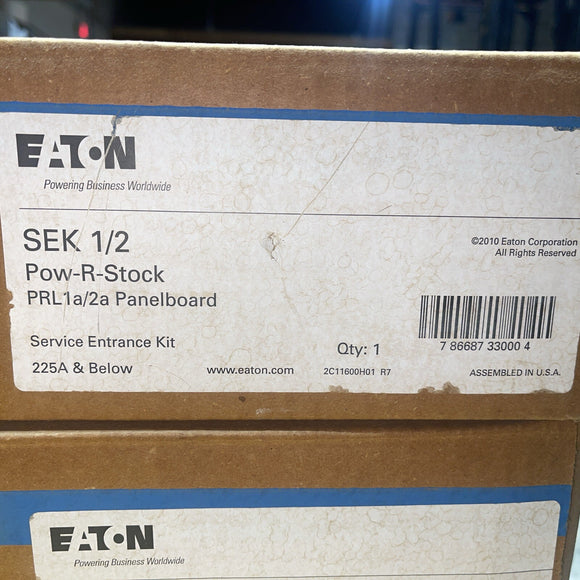 EATON
Powering Business Worldwide
SEK 1/2
©2010 Eaton Corporation
All Rights Reserved
Pow-R-Stock
PRL1a/2a Panelboard
Service Entrance Kit
Qty: 1
7 86687 33000 4
225A & Below
www.eaton.com
2C11600H01 R7
ASSEMBLED IN U.S.A.
EATON
Powering Business Worldwide